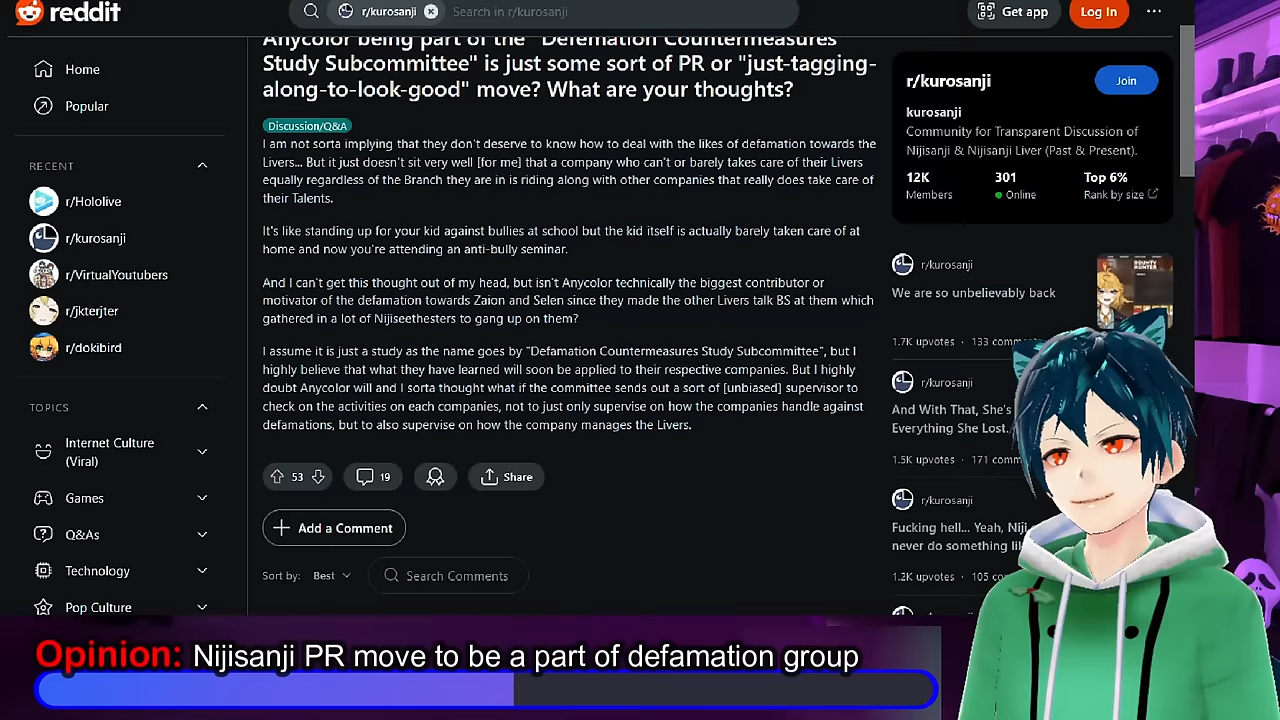 reddit
r/kurosanji
Search in r/kurosanji
Get app
Log In
Home
Popular
RECENT
r/Hololive
r/kurosanji
r/VirtualYoutubers
r/jkterjter
r/dokibird
TOPICS
Internet Culture
(Viral)
Games
Q&As
Technology
Pop Culture
Anycolor being part of the "Defemation Countermeasures
Study Subcommittee" is just some sort of PR or "just-tagging-
along-to-look-good" move? What are your thoughts?
Discussion/Q&A
I am not sorta implying that they don't deserve to know how to deal with the likes of defamation towards the
Livers... But it just doesn't sit very well [for me] that a company who can't or barely takes care of their Livers
equally regardless of the Branch they are in is riding along with other companies that really does take care of
their Talents.
It's like standing up for your kid against bullies at school but the kid itself is actually barely taken care of at
home and now you're attending an anti-bully seminar.
And I can't get this thought out of my head, but isn't Anycolor technically the biggest contributor or
motivator of the defamation towards Zaion and Selen since they made the other Livers talk BS at them which
gathered in a lot of Nijiseethesters to gang up on them?
I assume it is just a study as the name goes by "Defamation Countermeasures Study Subcommittee", but I
highly believe that what they have learned will soon be applied to their respective companies. But I highly
doubt Anycolor will and I sorta thought what if the committee sends out a sort of [unbiased] supervisor to
check on the activities on each companies, not to just only supervise on how the companies handle against
defamations, but to also supervise on how the company manages the Livers.
53
19
Share
Add a Comment
Sort by: Best
Search Comments
r/kurosanji
Join
kurosanji
Community for Transparent Discussion of
Nijisanji & Nijisanji Liver (Past & Present).
12K 301 Top 6%
Members Online Rank by size
r/kurosanji
We are so unbelievably back
BOUNTY
HUNTER
1.7K upvotes · 133
r/kurosanji
And With That, She's
Everything She Lost.
1.5K upvotes · 171
r/kurosanji
Fucking hell... Yeah, Niji
never do something
1.2K upvotes · 105
Opinion: Nijisanji PR move to be a part of defamation group